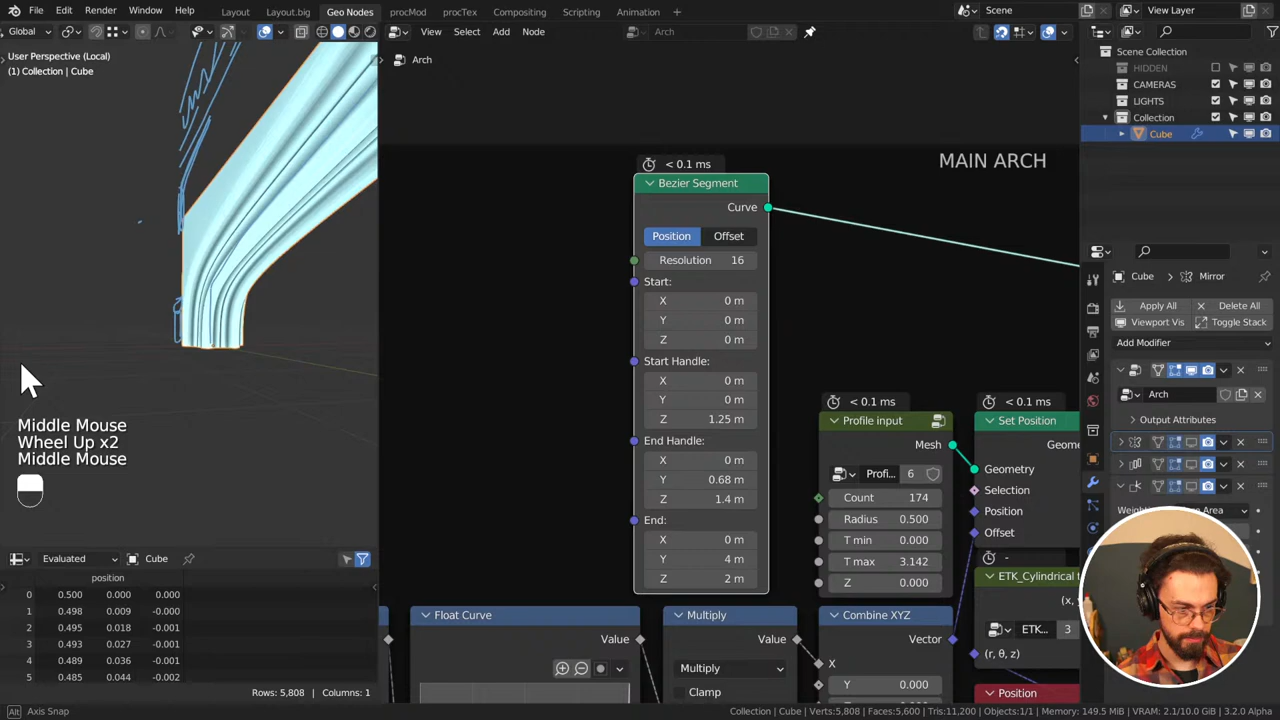 File Edit Render Window Help Layout Layout.big Geo Nodes procMod procTex Compositing Scripting Animation + Scene View Layer
Global View Select Add Node Arch
User Perspective (Local)
(1) Collection | Cube
Arch
Scene Collection
HIDDEN
CAMERAS
LIGHTS
Collection
Cube
MAIN ARCH
< 0.1 ms
Bezier Segment
Curve
Position Offset
Resolution 16
Start:
X 0 m
Y 0 m
Z 0 m
Start Handle:
X 0 m
Y 0 m
Z 1.25 m
End Handle:
X 0 m
Y 0.68 m
Z 1.4 m
End:
X 0 m
Y 4 m
Z 2 m
< 0.1 ms
Profile input
Mesh
Profi... 6
Count 174
Radius 0.500
T min 0.000
T max 3.142
Z 0.000
< 0.1 ms
Set Position
Geome
Geometry
Selection
Position
Offset
-
ETK_Cylindrical t
(x,
ETK... 3
(r, θ, z)
Position
Float Curve
Value
Multiply
Value
Multiply
Clamp
Combine XYZ
Vector
X
Y 0.000
Cube Mirror
Apply All Delete All
Viewport Vis Toggle Stack
Add Modifier
Arch
Output Attributes
Middle Mouse
Wheel Up x2
Middle Mouse
Evaluated Cube
position
0 0.500 0.000 0.000
1 0.498 0.009 -0.000
2 0.495 0.018 -0.000
3 0.493 0.027 -0.001
4 0.489 0.036 -0.001
5 0.485 0.044 -0.002
Rows: 5,808 | Columns: 1
Alt Axis Snap
Collection | Cube | Verts:5,808 | Faces:5,600 | Tris:11,200 | Objects:1/1 | Memory: 149.5 MiB | VRAM: 2.1/10.0 GiB | 3.2.0 Alpha